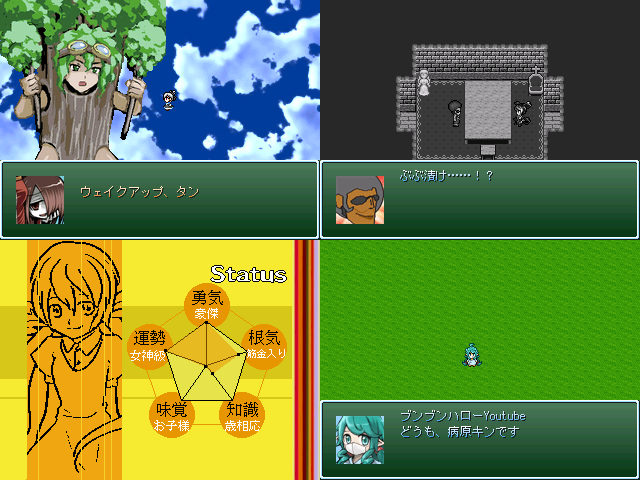 ウェイクアップ、タン
ぶぶ漬け……！？
Status
勇気
豪傑
運勢
女神級
根気
筋金入り
味覚
お子様
知識
歳相応
ブンブンハローYoutube
どうも、病原キンです